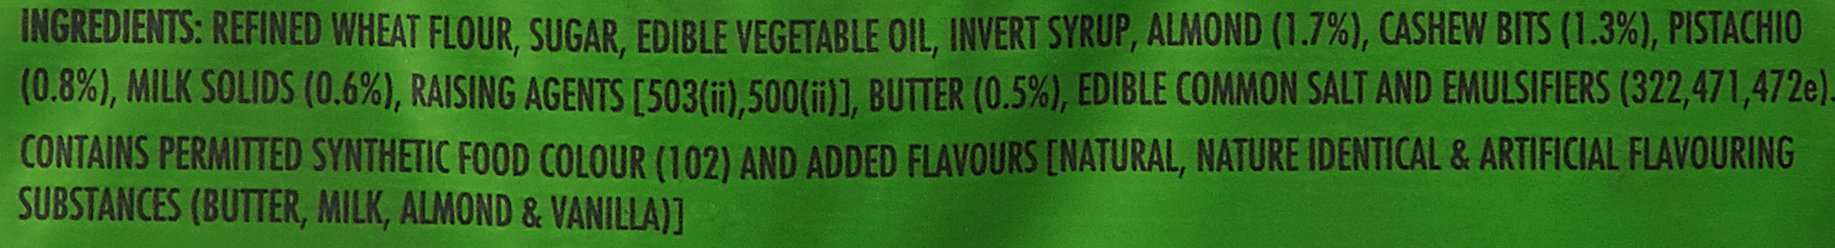 INGREDIENTS: REFINED WHEAT FLOUR, SUGAR, EDIBLE VEGETABLE OIL, INVERT SYRUP, ALMOND (1.7%), CASHEW BITS (1.3%), PISTACHIO
(0.8%), MILK SOLIDS (0.6%), RAISING AGENTS [503(ii),500(ii)], BUTTER (0.5%), EDIBLE COMMON SALT AND EMULSIFIERS (322,471,472e).
CONTAINS PERMITTED SYNTHETIC FOOD COLOUR (102) AND ADDED FLAVOURS [NATURAL, NATURE IDENTICAL & ARTIFICIAL FLAVOURING
SUBSTANCES (BUTTER, MILK, ALMOND & VANILLA)]